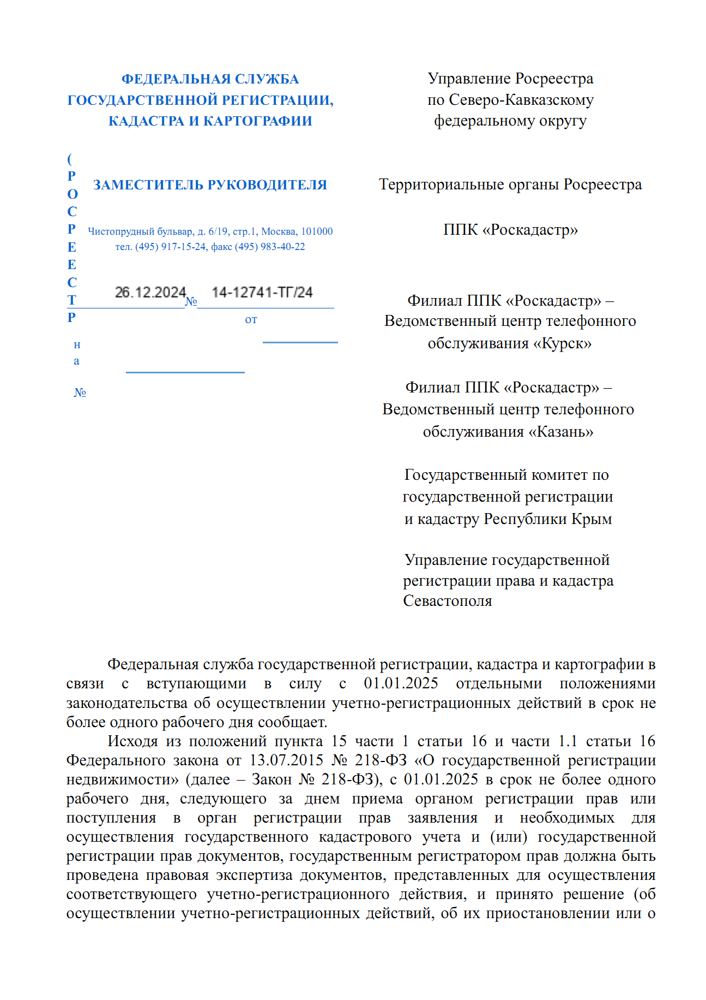 ФЕДЕРАЛЬНАЯ СЛУЖБА
ГОСУДАРСТВЕННОЙ РЕГИСТРАЦИИ,
КАДАСТРА И КАРТОГРАФИИ
(РОСРЕЕСТР
ЗАМЕСТИТЕЛЬ РУКОВОДИТЕЛЯ
Чистопрудный бульвар, д. 6/19, стр.1, Москва, 101000
тел. (495) 917-15-24, факс (495) 983-40-22
26.12.2024 № 14-12741-ТГ/24
от
на
№
Управление Росреестра
по Северо-Кавказскому
федеральному округу
Территориальные органы Росреестра
ППК «Роскадастр»
Филиал ППК «Роскадастр» –
Ведомственный центр телефонного
обслуживания «Курск»
Филиал ППК «Роскадастр» –
Ведомственный центр телефонного
обслуживания «Казань»
Государственный комитет по
государственной регистрации
и кадастру Республики Крым
Управление государственной
регистрации права и кадастра
Севастополя
Федеральная служба государственной регистрации, кадастра и картографии в
связи с вступающими в силу с 01.01.2025 отдельными положениями
законодательства об осуществлении учетно-регистрационных действий в срок не
более одного рабочего дня сообщает.
Исходя из положений пункта 15 части 1 статьи 16 и части 1.1 статьи 16
Федерального закона от 13.07.2015 № 218-ФЗ «О государственной регистрации
недвижимости» (далее – Закон № 218-ФЗ), с 01.01.2025 в срок не более одного
рабочего дня, следующего за днем приема органом регистрации прав или
поступления в орган регистрации прав заявления и необходимых для
осуществления государственного кадастрового учета и (или) государственной
регистрации прав документов, государственным регистратором прав должна быть
проведена правовая экспертиза документов, представленных для осуществления
соответствующего учетно-регистрационного действия, и принято решение (об
осуществлении учетно-регистрационных действий, об их приостановлении или о